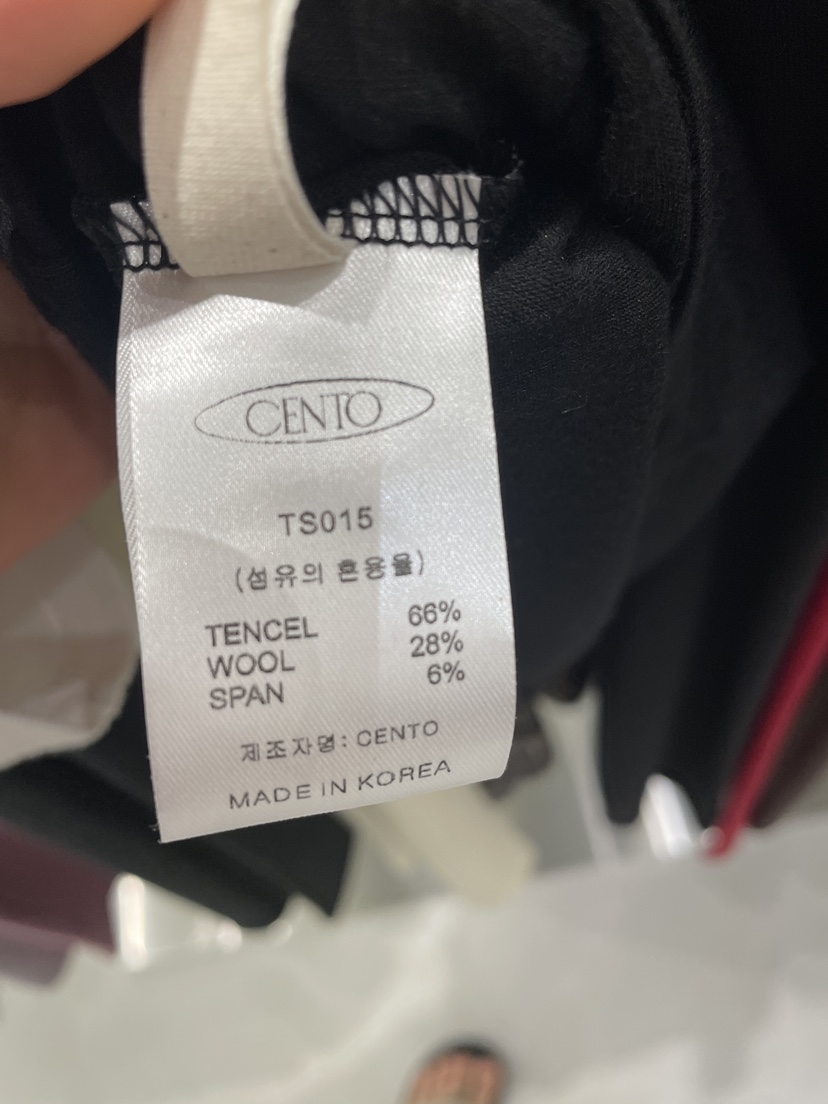 CENTO
TS015
(섬유의 혼용율)
TENCEL 66%
WOOL 28%
SPAN 6%
제조자명: CENTO
MADE IN KOREA